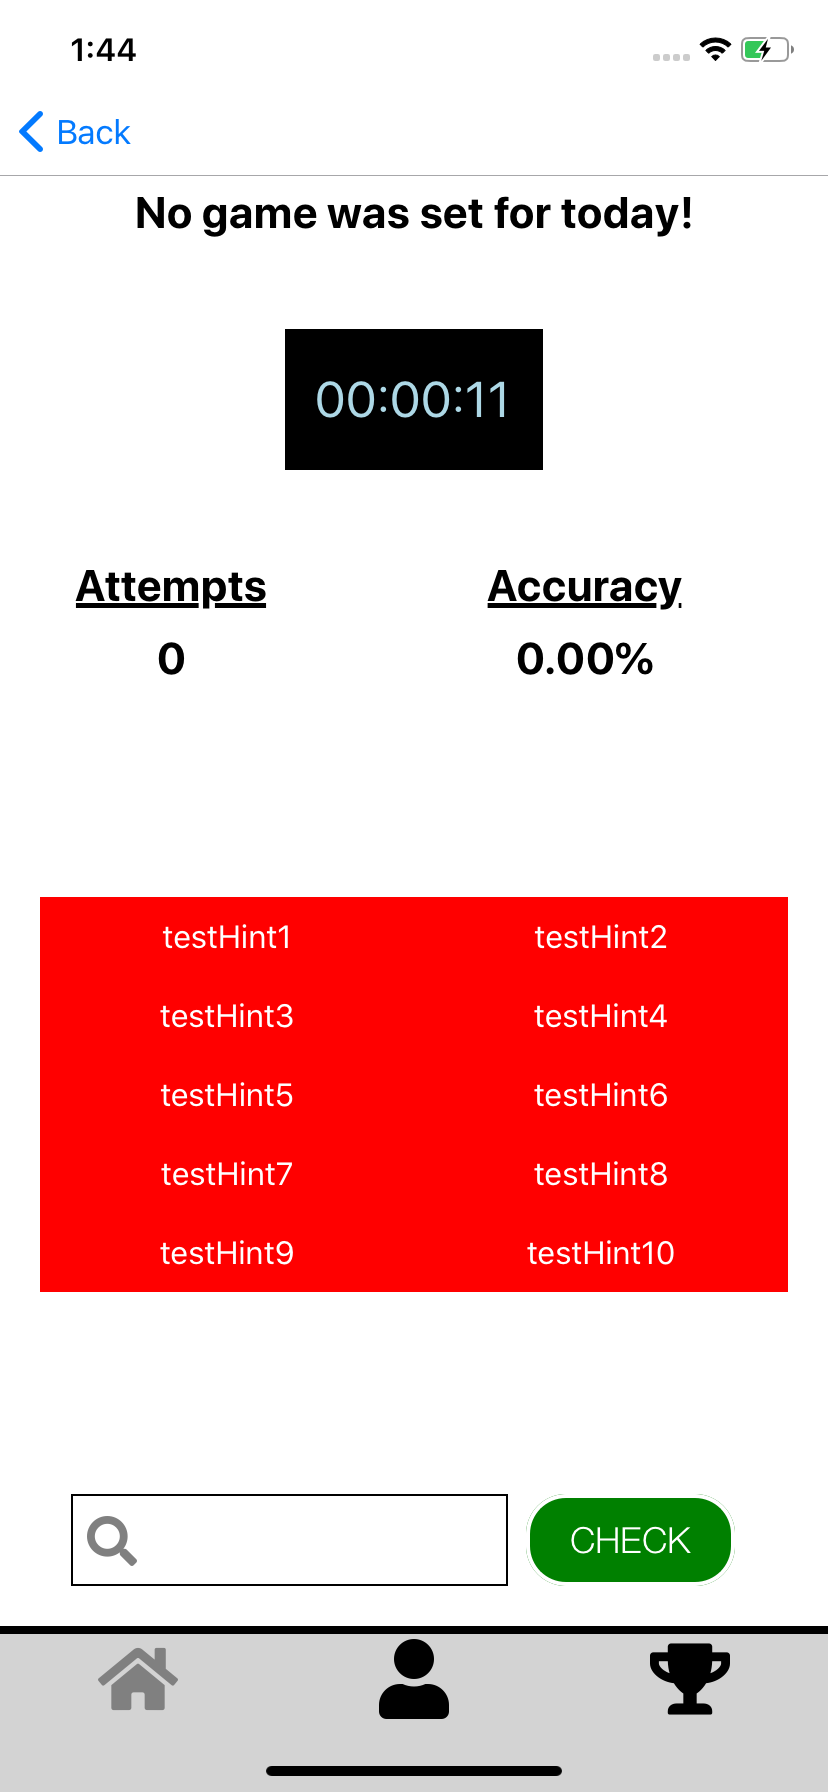 1:44
Back
No game was set for today!
00:00:11
Attempts Accuracy
0 0.00%
testHint1 testHint2
testHint3 testHint4
testHint5 testHint6
testHint7 testHint8
testHint9 testHint10
CHECK